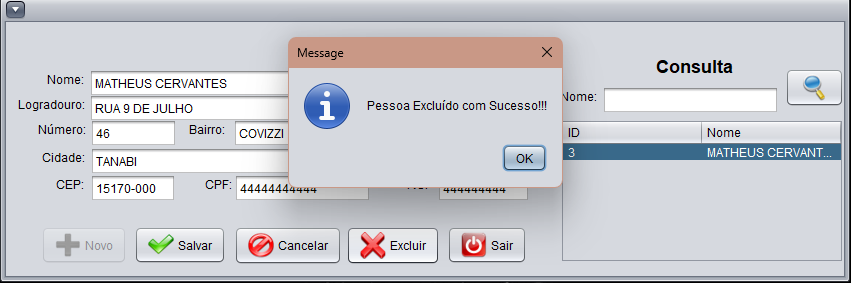 Message
Pessoa Excluído com Sucesso!!!
OK
Nome: MATHEUS CERVANTES
Logradouro: RUA 9 DE JULHO
Número: 46 Bairro: COVIZZI
Cidade: TANABI
CEP: 15170-000 CPF: 44444444444 444444444
Novo Salvar Cancelar Excluir Sair
Consulta
Nome:
ID Nome
3 MATHEUS CERVANT...